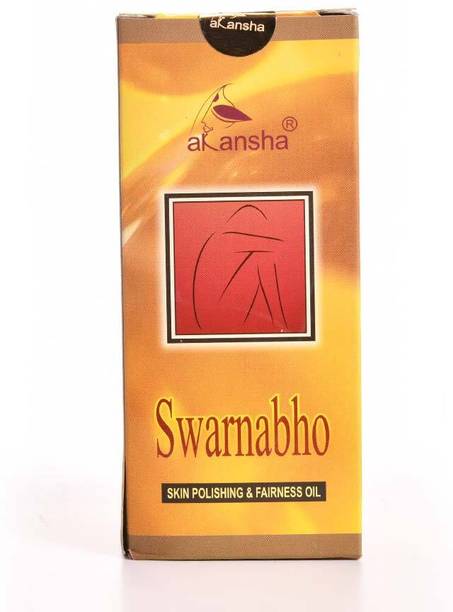 aKansha
aKansha®
Swarnabho
SKIN POLISHING & FAIRNESS OIL